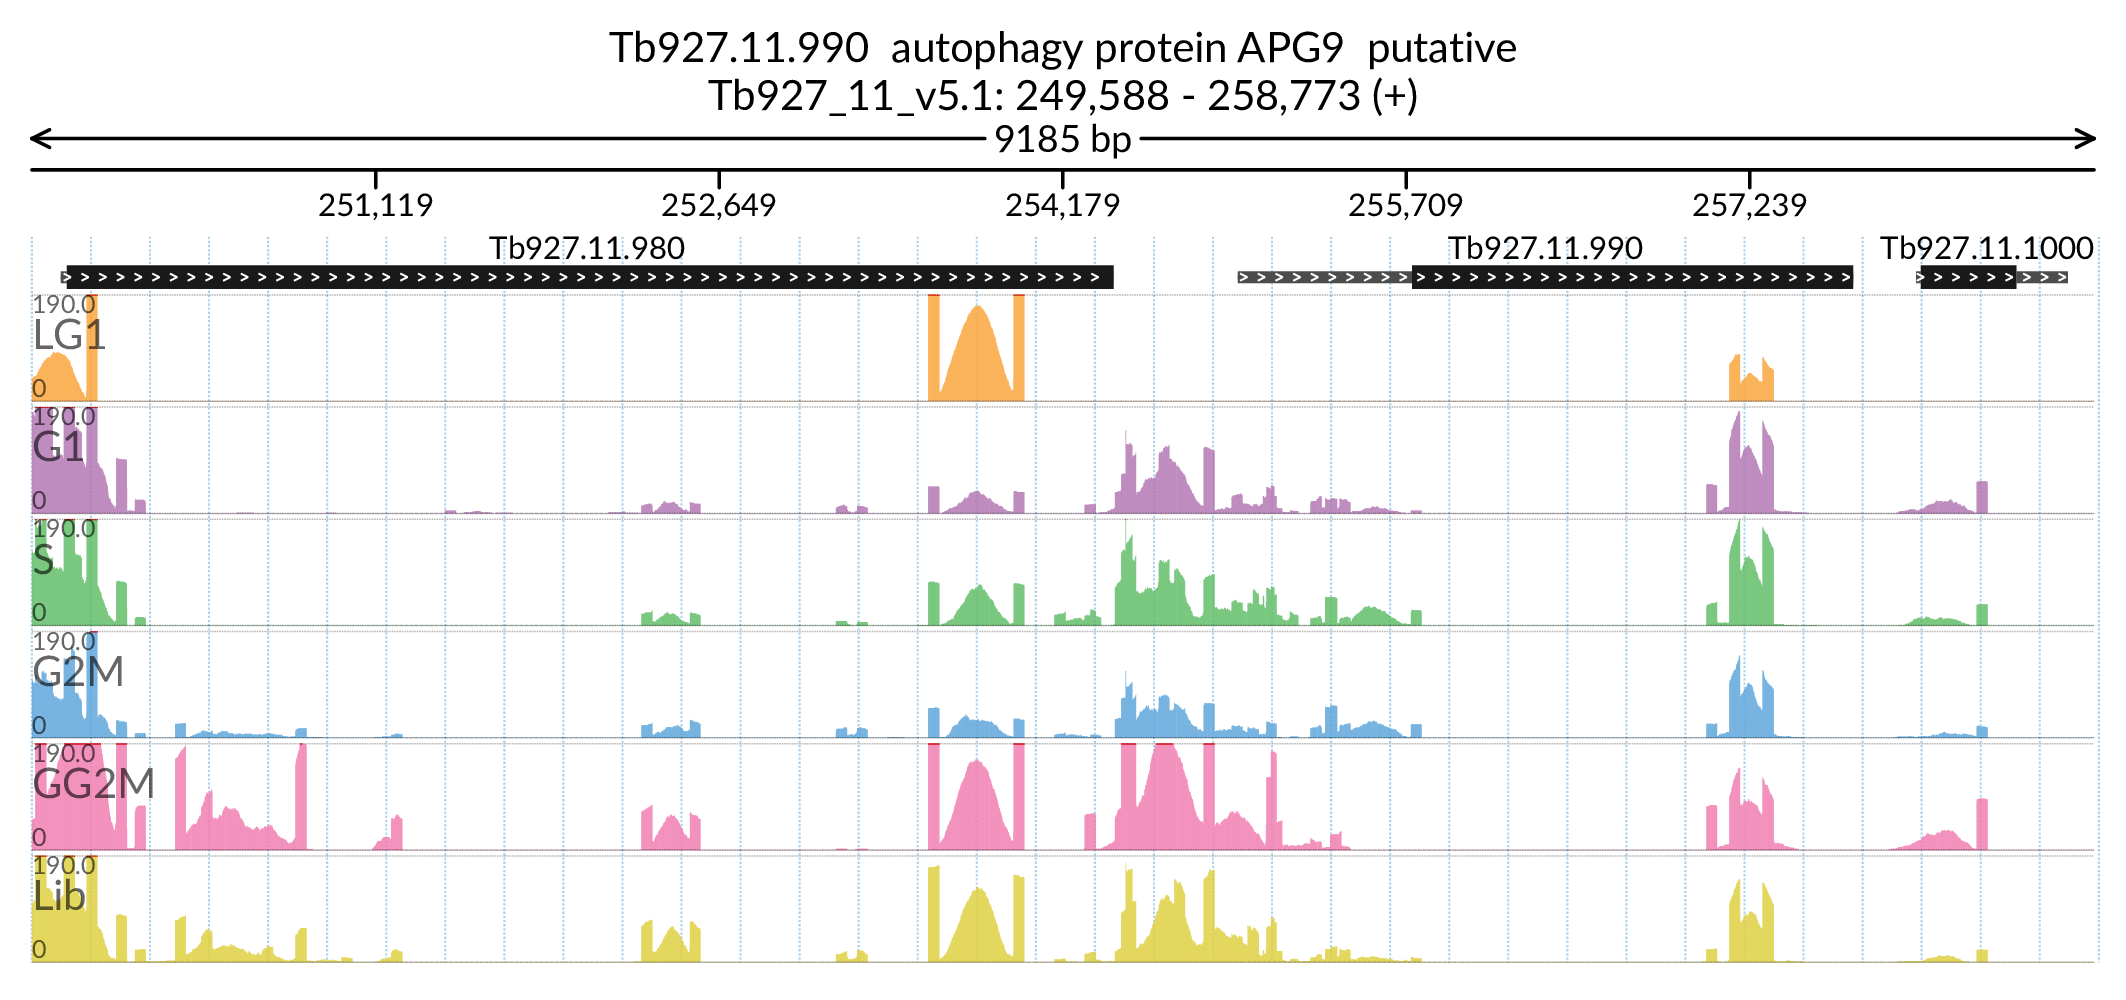 Tb927.11.990 autophagy protein APG9 putative
Tb927_11_v5.1: 249,588 - 258,773 (+)
9185 bp
251,119 252,649 254,179 255,709 257,239
Tb927.11.980 Tb927.11.990 Tb927.11.1000
190.0
LG1
0
190.0
G1
0
190.0
S
0
190.0
G2M
0
190.0
GG2M
0
190.0
Lib
0